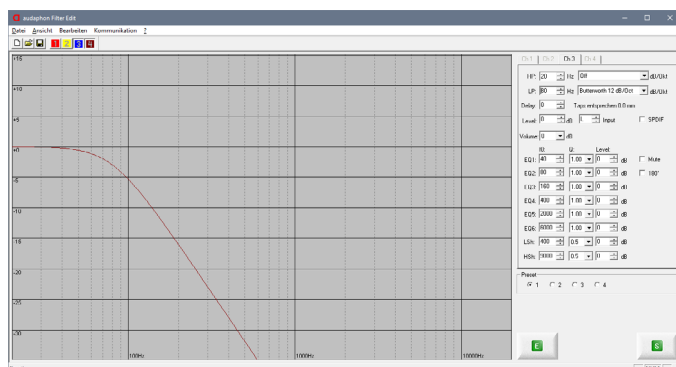 audaphon Filter Edit
Datei Ansicht Bearbeiten Kommunikation ?
1 2 3 4
+15
+10
+5
+0
-5
-10
-15
-20
-25
-30
100Hz 1000Hz 10000Hz
Ch 1 Ch 2 Ch 3 Ch 4
HP: 20 Hz Off dB/Okt
LP: 80 Hz Butterworth 12 dB/Oct dB/Okt
Delay: 0 Taps entsprechen 0.0 mm
Level: 0 dB Input SPDIF
Volume: 0 dB
f0: Q: Level:
EQ1: 40 1.00 0 dB Mute
EQ2: 80 1.00 0 dB 180°
EQ3: 160 1.00 0 dB
EQ4: 400 1.00 0 dB
EQ5: 2000 1.00 0 dB
EQ6: 6000 1.00 0 dB
LSh: 400 0.5 0 dB
HSh: 9000 0.5 0 dB
Preset
1 2 3 4
E S